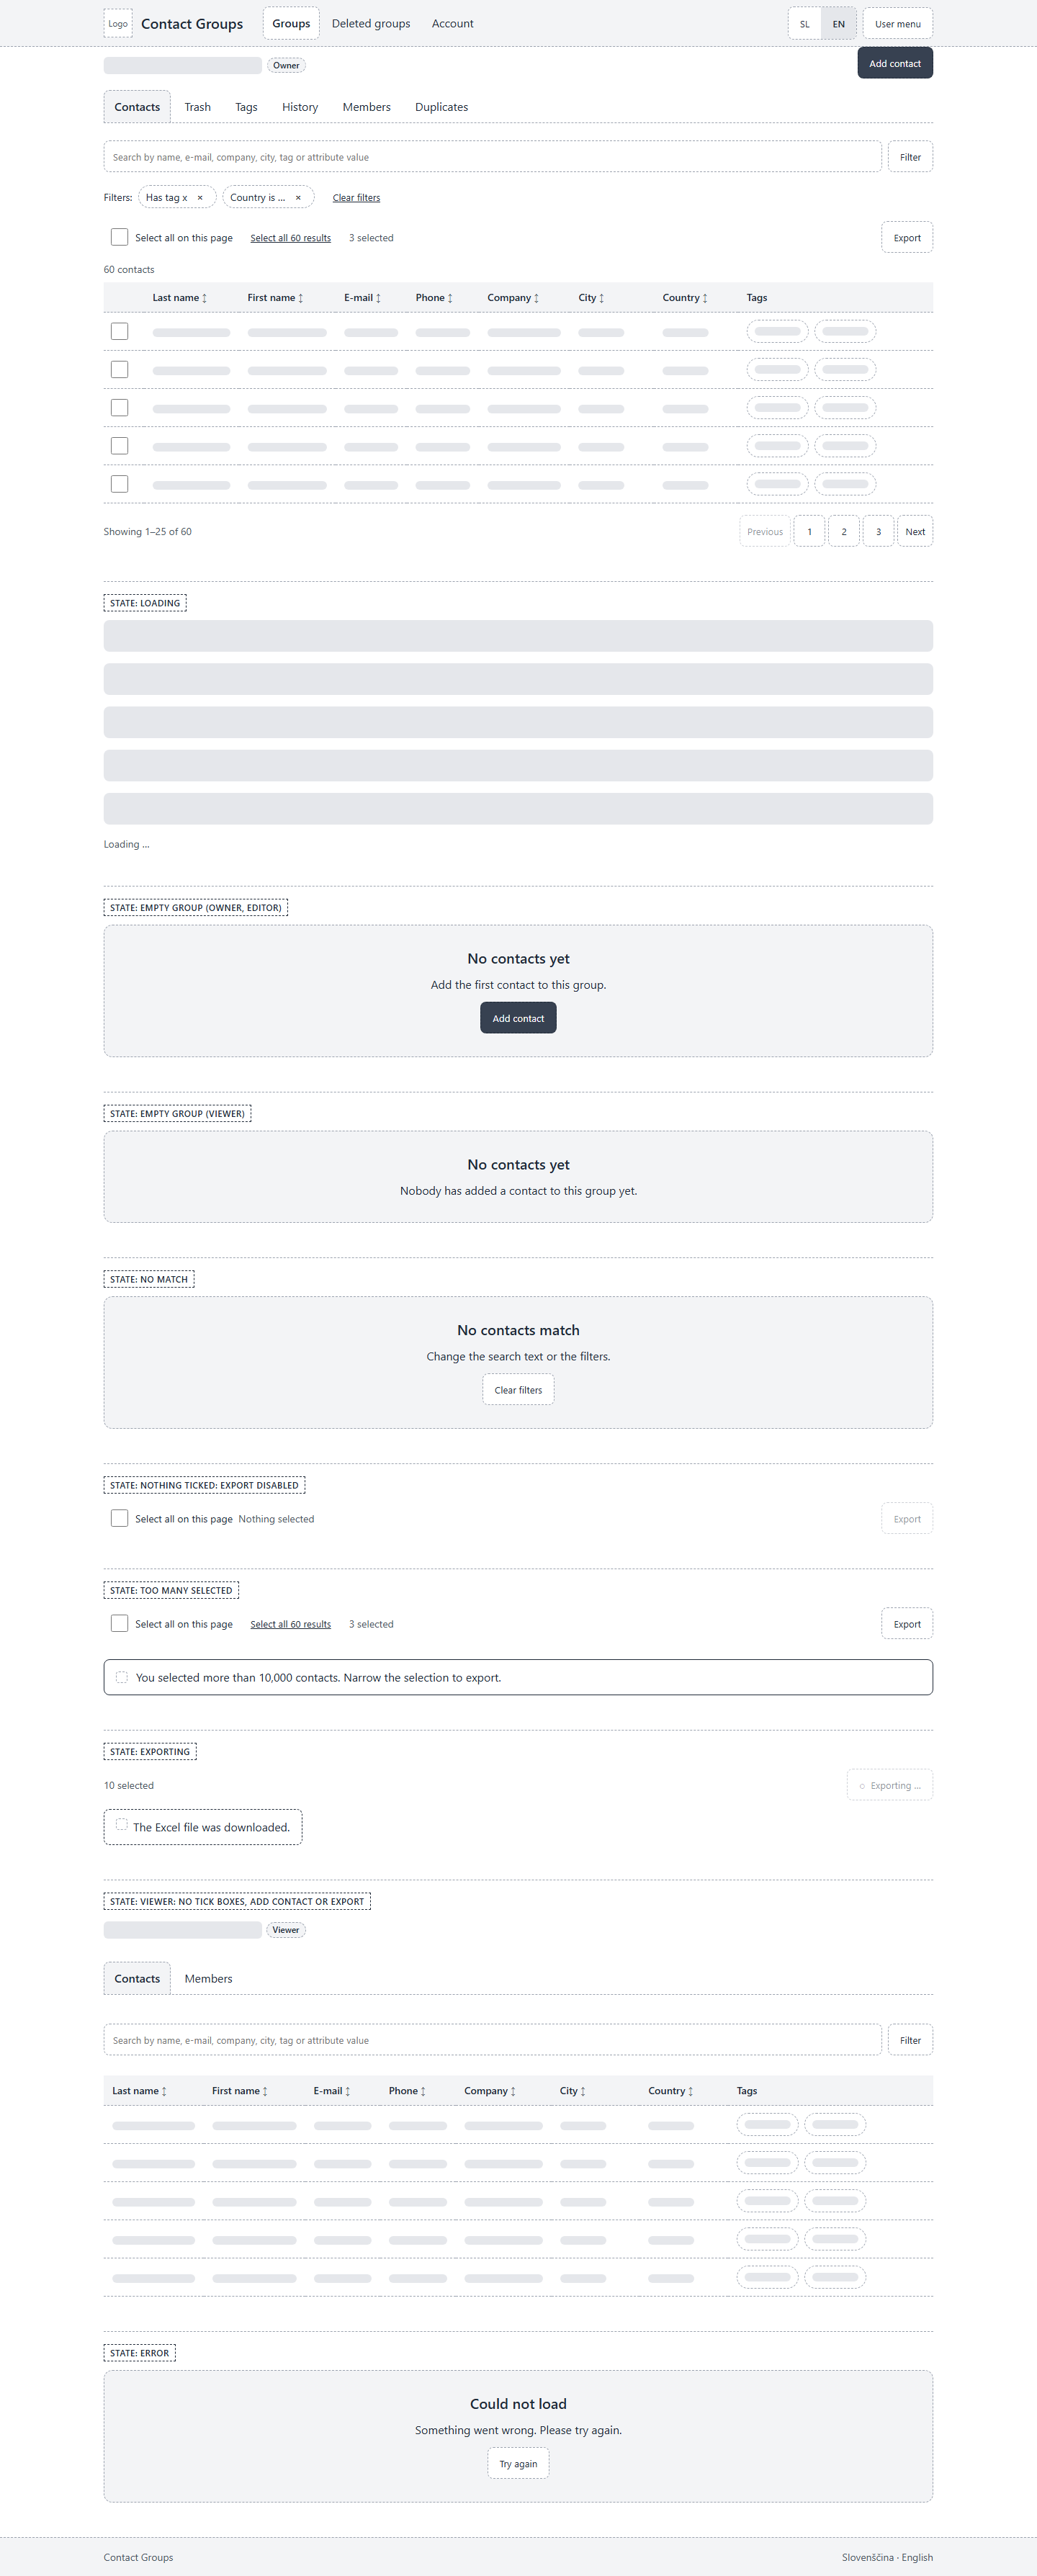 Logo Contact Groups Groups Deleted groups Account SL EN User menu
Owner Add contact
Contacts Trash Tags History Members Duplicates
Search by name, e-mail, company, city, tag or attribute value Filter
Filters: Has tag x × Country is ... × Clear filters
Select all on this page Select all 60 results 3 selected Export
60 contacts
Last name ↕ First name ↕ E-mail ↕ Phone ↕ Company ↕ City ↕ Country ↕ Tags
Showing 1–25 of 60 Previous 1 2 3 Next
STATE: LOADING
Loading ...
STATE: EMPTY GROUP (OWNER, EDITOR)
No contacts yet
Add the first contact to this group.
Add contact
STATE: EMPTY GROUP (VIEWER)
No contacts yet
Nobody has added a contact to this group yet.
STATE: NO MATCH
No contacts match
Change the search text or the filters.
Clear filters
STATE: NOTHING TICKED: EXPORT DISABLED
Select all on this page Nothing selected Export
STATE: TOO MANY SELECTED
Select all on this page Select all 60 results 3 selected Export
You selected more than 10,000 contacts. Narrow the selection to export.
STATE: EXPORTING
10 selected Exporting ...
The Excel file was downloaded.
STATE: VIEWER: NO TICK BOXES, ADD CONTACT OR EXPORT
Viewer
Contacts Members
Search by name, e-mail, company, city, tag or attribute value Filter
Last name ↕ First name ↕ E-mail ↕ Phone ↕ Company ↕ City ↕ Country ↕ Tags
STATE: ERROR
Could not load
Something went wrong. Please try again.
Try again
Contact Groups Slovenščina · English